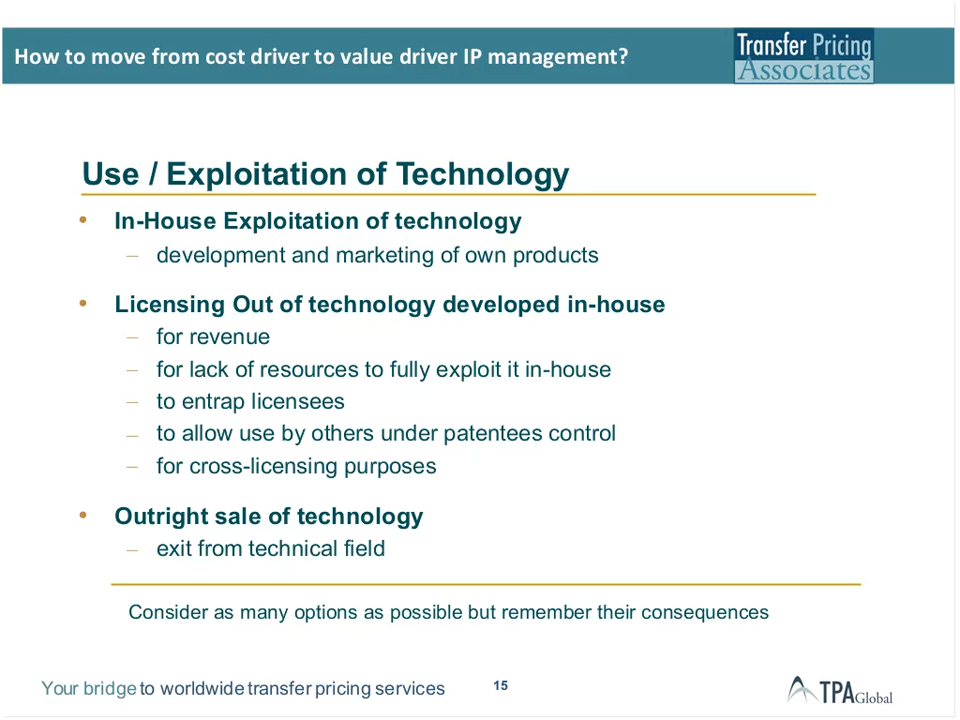 How to move from cost driver to value driver IP management?
Transfer Pricing
Associates
Use / Exploitation of Technology
• In-House Exploitation of technology
– development and marketing of own products
• Licensing Out of technology developed in-house
– for revenue
– for lack of resources to fully exploit it in-house
– to entrap licensees
– to allow use by others under patentees control
– for cross-licensing purposes
• Outright sale of technology
– exit from technical field
Consider as many options as possible but remember their consequences
Your bridge to worldwide transfer pricing services
15
TPA Global